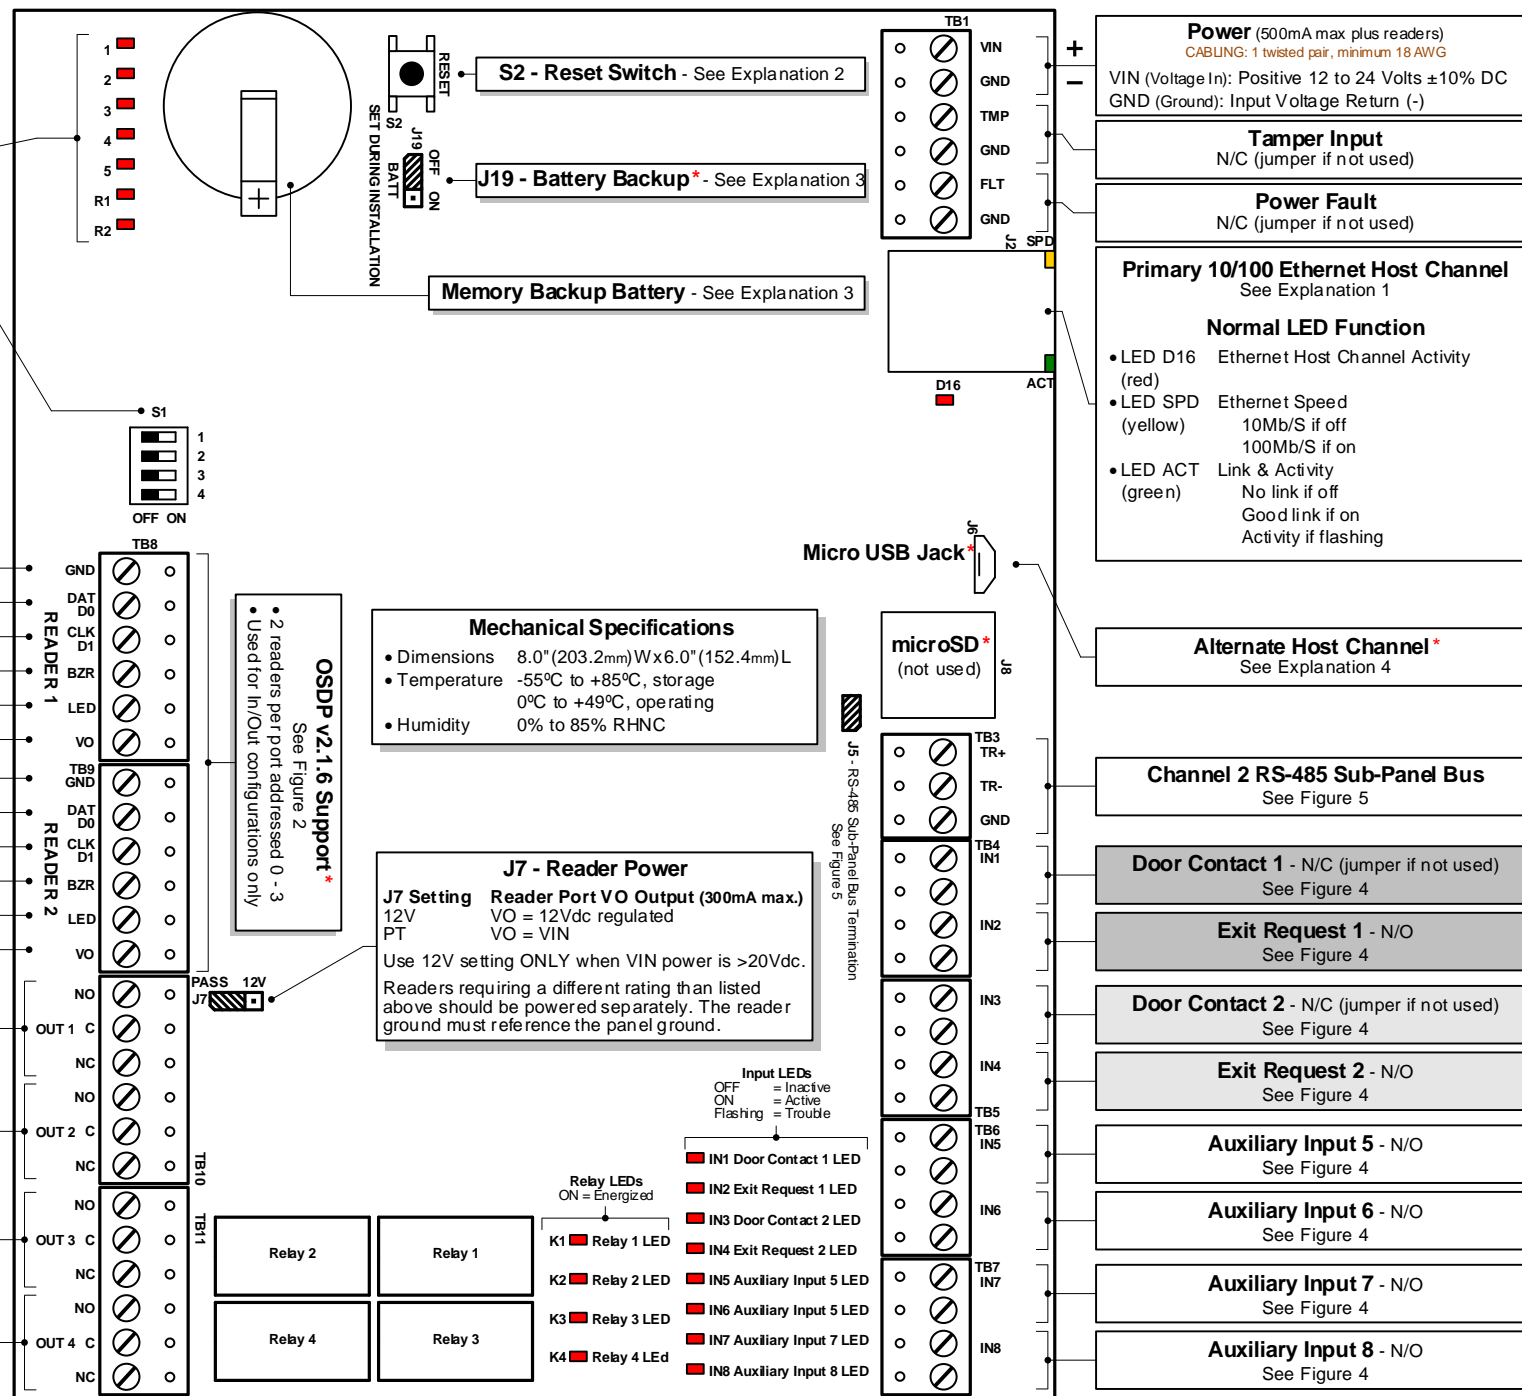 1
2
3
4
5
R1
R2
RESET
S2
SET DURING INSTALLATION
J19
BATT
OFF ON
S2 - Reset Switch - See Explanation 2
J19 - Battery Backup* - See Explanation 3
Memory Backup Battery - See Explanation 3
TB1
VIN
GND
TMP
GND
FLT
GND
+
−
Power (500mA max plus readers)
CABLING: 1 twisted pair, minimum 18 AWG
VIN (Voltage In): Positive 12 to 24 Volts ±10% DC
GND (Ground): Input Voltage Return (-)
Tamper Input
N/C (jumper if not used)
Power Fault
N/C (jumper if not used)
J2
SPD
ACT
D16
Primary 10/100 Ethernet Host Channel
See Explanation 1
Normal LED Function
• LED D16 Ethernet Host Channel Activity
(red)
• LED SPD Ethernet Speed
(yellow) 10Mb/S if off
100Mb/S if on
• LED ACT Link & Activity
(green) No link if off
Good link if on
Activity if flashing
S1
1
2
3
4
OFF ON
J6
Micro USB Jack*
Alternate Host Channel*
See Explanation 4
TB8
GND
DAT
D0
CLK
D1
BZR
LED
VO
READER 1
TB9
GND
DAT
D0
CLK
D1
BZR
LED
VO
READER 2
OSDP v2.1.6 Support*
See Figure 2
• 2 readers per port addressed 0 - 3
• Used for In/Out configurations only
Mechanical Specifications
• Dimensions 8.0"(203.2mm)Wx6.0"(152.4mm)L
• Temperature -55ºC to +85ºC, storage
0ºC to +49ºC, operating
• Humidity 0% to 85% RHNC
microSD*
(not used)
J8
J5 - RS-485 Sub-Panel Bus Termination
See Figure 5
TB3
TR+
TR-
GND
Channel 2 RS-485 Sub-Panel Bus
See Figure 5
J7 - Reader Power
J7 Setting Reader Port VO Output (300mA max.)
12V VO = 12Vdc regulated
PT VO = VIN
Use 12V setting ONLY when VIN power is >20Vdc.
Readers requiring a different rating than listed
above should be powered separately. The reader
ground must reference the panel ground.
PASS 12V
J7
TB4
IN1
IN2
Door Contact 1 - N/C (jumper if not used)
See Figure 4
Exit Request 1 - N/O
See Figure 4
IN3
IN4
TB5
Door Contact 2 - N/C (jumper if not used)
See Figure 4
Exit Request 2 - N/O
See Figure 4
TB6
IN5
IN6
Auxiliary Input 5 - N/O
See Figure 4
Auxiliary Input 6 - N/O
See Figure 4
TB7
IN7
IN8
Auxiliary Input 7 - N/O
See Figure 4
Auxiliary Input 8 - N/O
See Figure 4
NO
OUT 1 C
NC
NO
OUT 2 C
NC
TB10
NO
OUT 3 C
NC
NO
OUT 4 C
NC
TB11
Relay 2
Relay 1
Relay 4
Relay 3
Relay LEDs
ON = Energized
K1 Relay 1 LED
K2 Relay 2 LED
K3 Relay 3 LED
K4 Relay 4 LEd
Input LEDs
OFF = Inactive
ON = Active
Flashing = Trouble
IN1 Door Contact 1 LED
IN2 Exit Request 1 LED
IN3 Door Contact 2 LED
IN4 Exit Request 2 LED
IN5 Auxiliary Input 5 LED
IN6 Auxiliary Input 5 LED
IN7 Auxiliary Input 7 LED
IN8 Auxiliary Input 8 LED